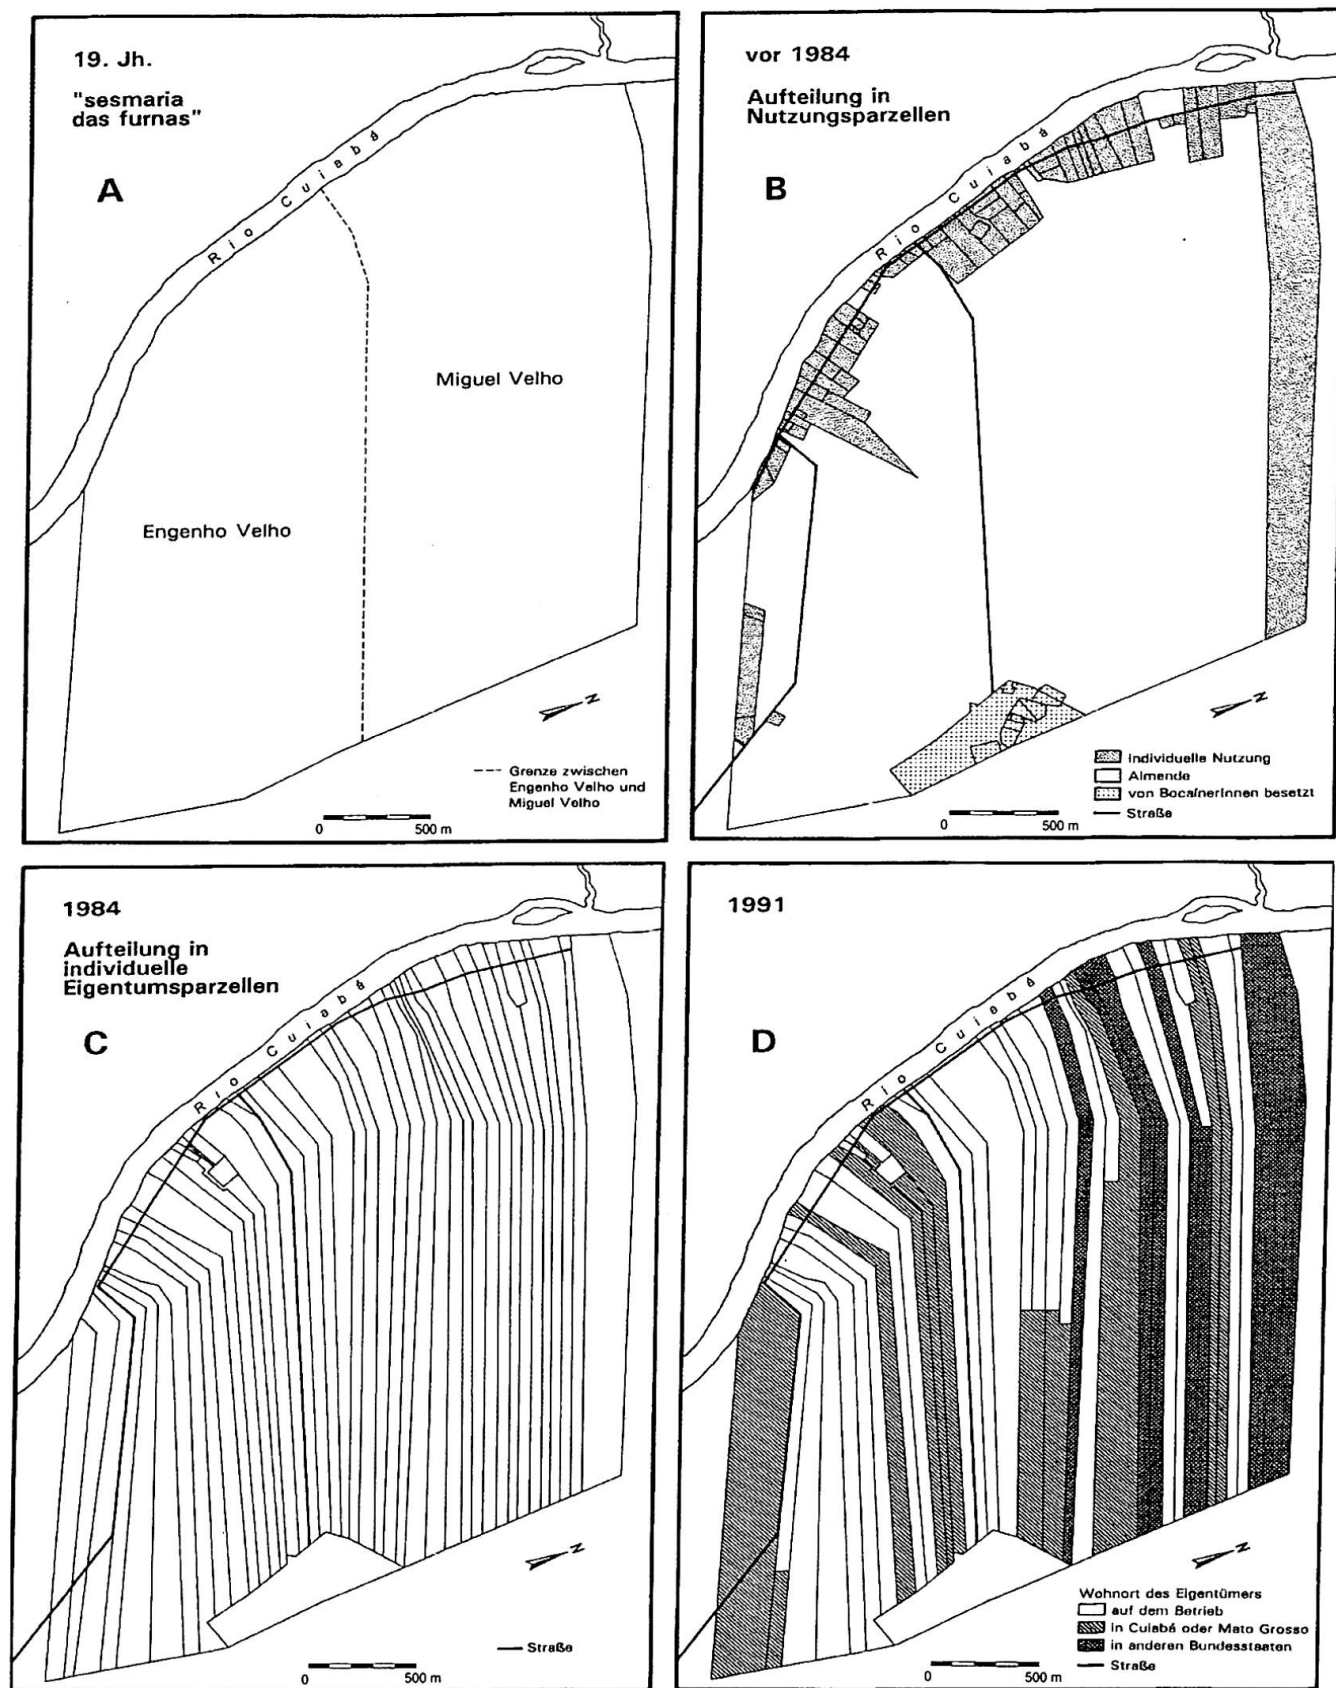 19. Jh.
"sesmaria
das furnas"
A
Rio Cuiabá
Miguel Velho
Engenho Velho
N
Grenze zwischen
Engenho Velho und
Miguel Velho
0 500 m
vor 1984
Aufteilung in
Nutzungsparzellen
B
Rio Cuiabá
N
Individuelle Nutzung
Almende
von BocaínerInnen besetzt
Straße
0 500 m
1984
Aufteilung in
individuelle
Eigentumsparzellen
C
Rio Cuiabá
N
Straße
0 500 m
1991
D
Rio Cuiabá
N
Wohnort des Eigentümers
auf dem Betrieb
in Cuiabá oder Mato Grosso
in anderen Bundesstaaten
Straße
0 500 m